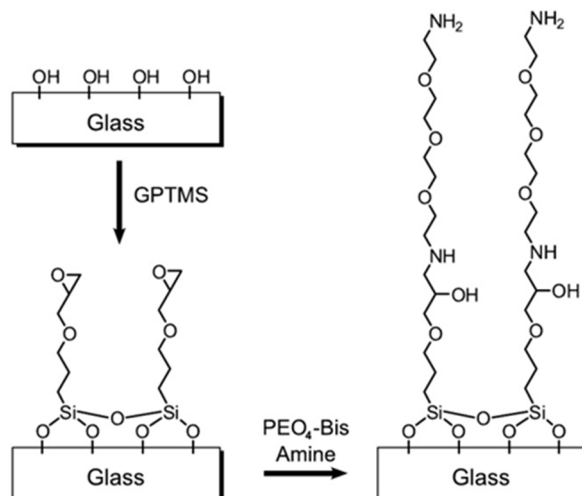 OH OH OH OH
Glass
GPTMS
O O
O O
Si O Si
O O O O
Glass
PEO4-Bis
Amine
NH2 NH2
O O
O O
O O
NH NH
OH OH
O O
Si O Si
O O O O
Glass